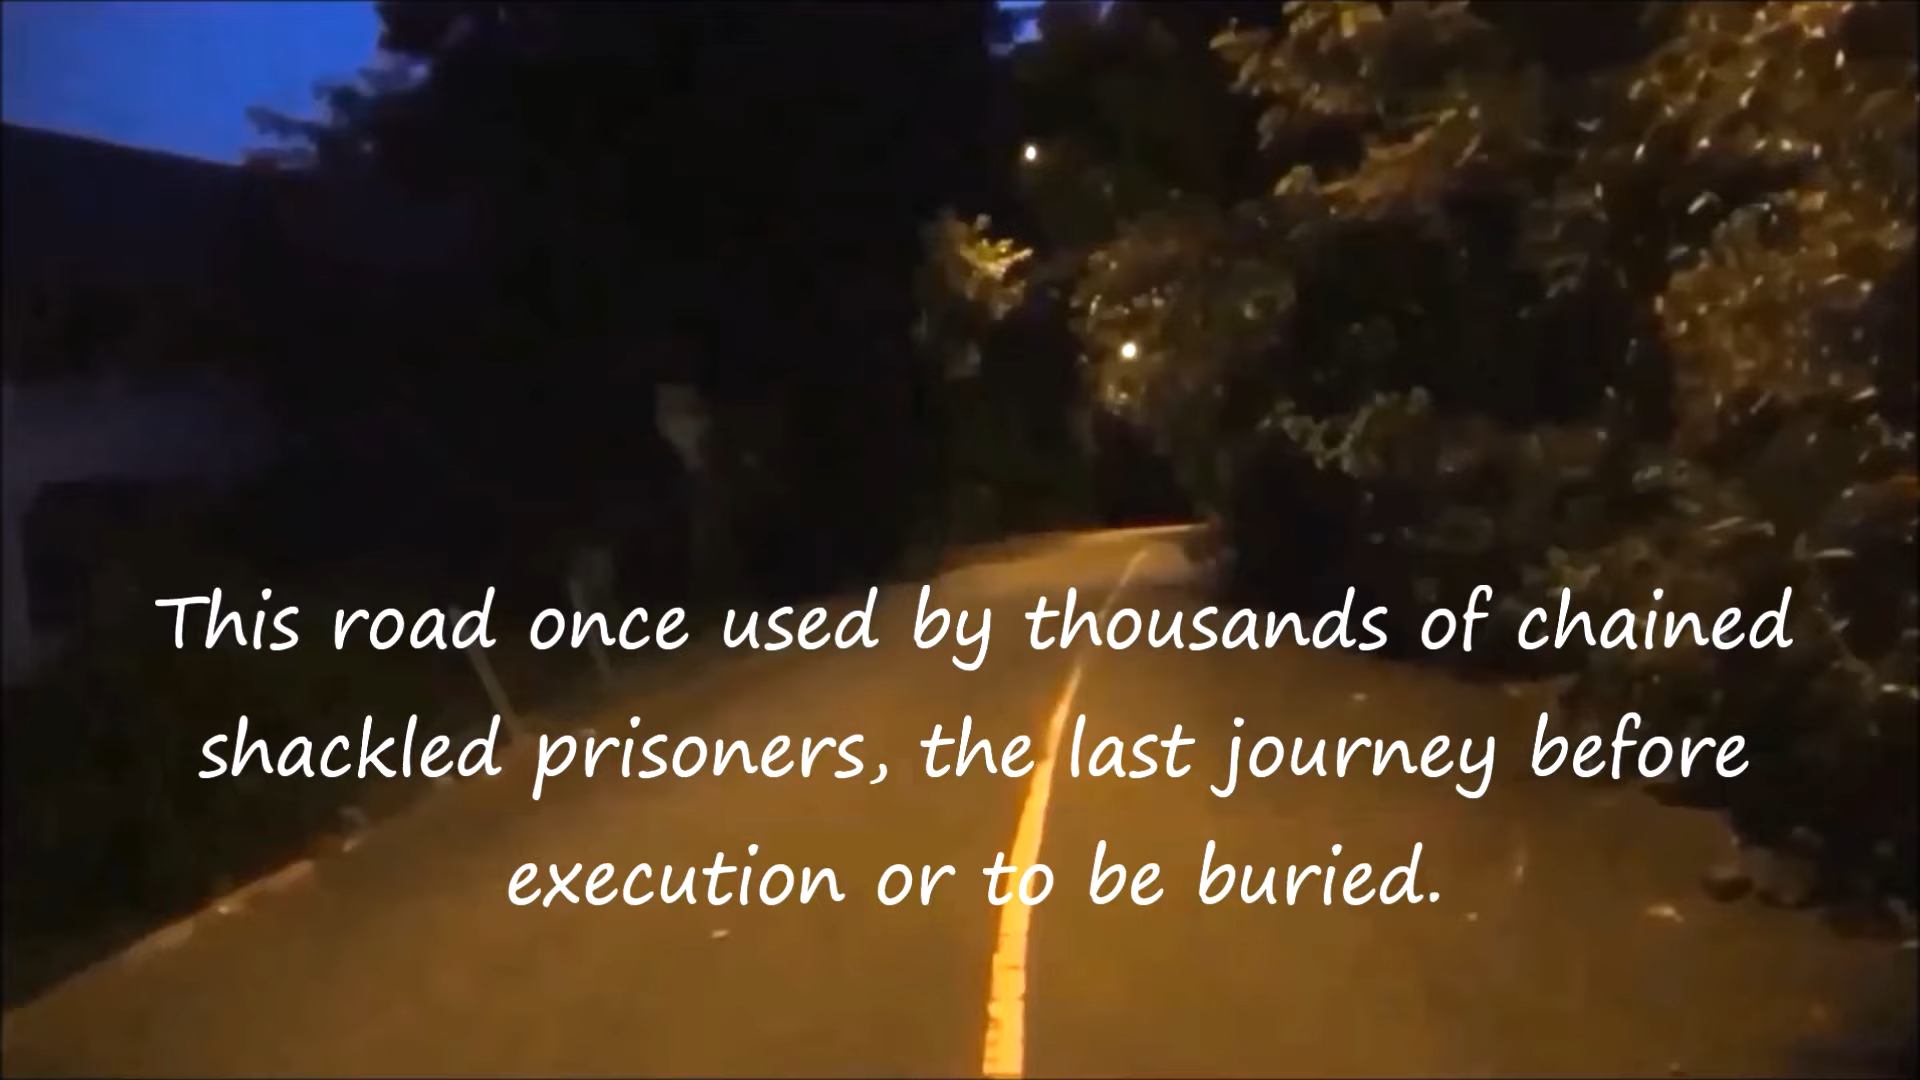 This road once used by thousands of chained
shackled prisoners, the last journey before
execution or to be buried.